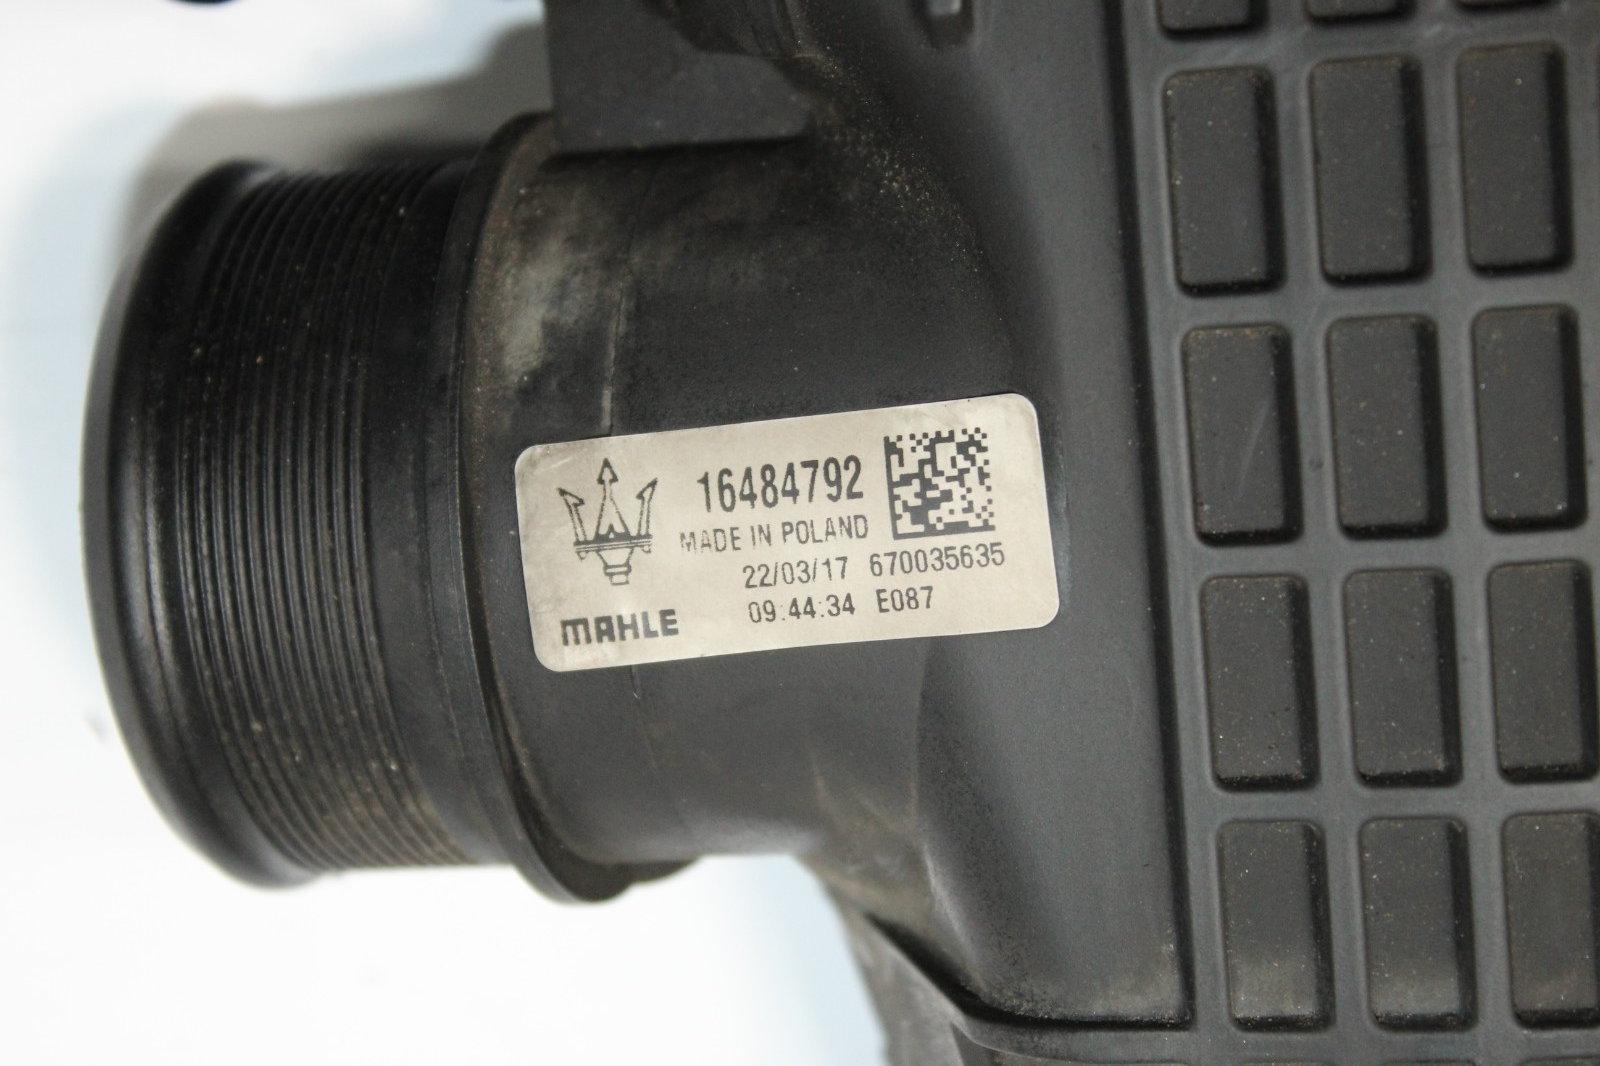 16484792
MADE IN POLAND
22/03/17 670035635
09:44:34 E087
MAHLE